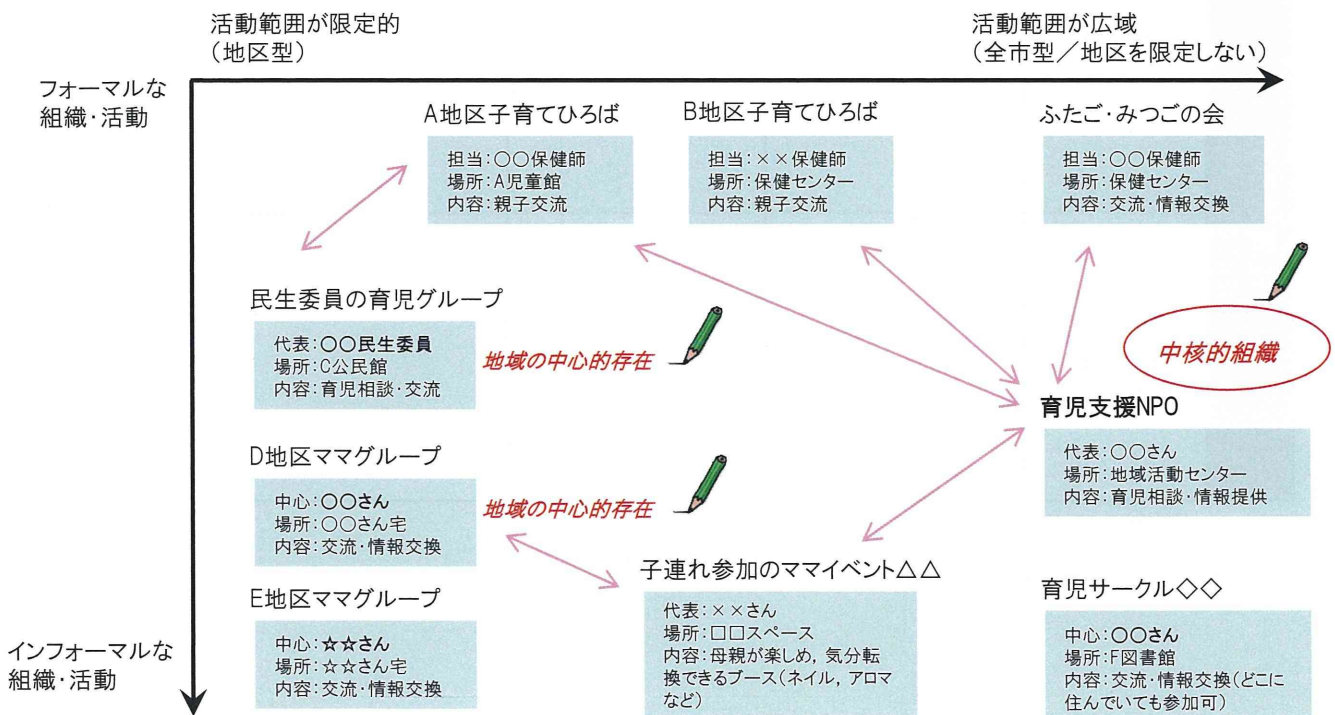 活動範囲が限定的
（地区型）
活動範囲が広域
（全市型／地区を限定しない）
フォーマルな
組織・活動
A地区子育てひろば
担当：〇〇保健師
場所：A児童館
内容：親子交流
B地区子育てひろば
担当：××保健師
場所：保健センター
内容：親子交流
ふたご・みつごの会
担当：〇〇保健師
場所：保健センター
内容：交流・情報交換
民生委員の育児グループ
代表：〇〇民生委員
場所：C公民館
内容：育児相談・交流
地域の中心的存在
中核的組織
育児支援NPO
代表：〇〇さん
場所：地域活動センター
内容：育児相談・情報提供
D地区ママグループ
中心：〇〇さん
場所：〇〇さん宅
内容：交流・情報交換
地域の中心的存在
子連れ参加のママイベント△△
代表：××さん
場所：□□スペース
内容：母親が楽しめ，気分転
換できるブース（ネイル，アロマ
など）
育児サークル◇◇
中心：〇〇さん
場所：F図書館
内容：交流・情報交換（どこに
住んでいても参加可）
E地区ママグループ
中心：☆☆さん
場所：☆☆さん宅
内容：交流・情報交換
インフォーマルな
組織・活動